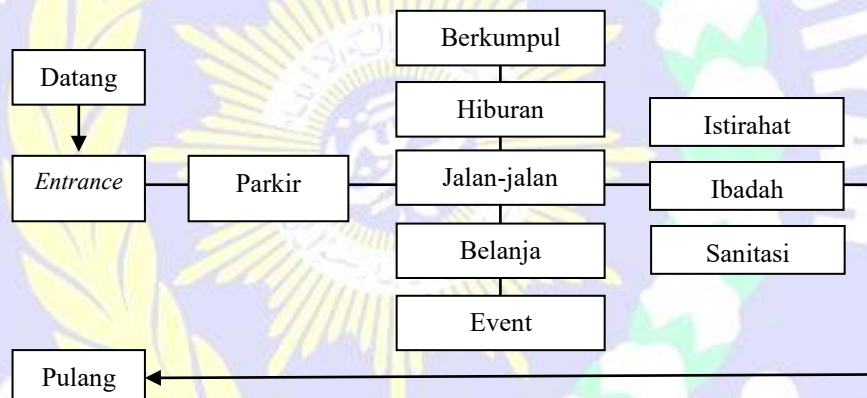 Datang
Entrance
Parkir
Berkumpul
Hiburan
Jalan-jalan
Belanja
Event
Istirahat
Ibadah
Sanitasi
Pulang